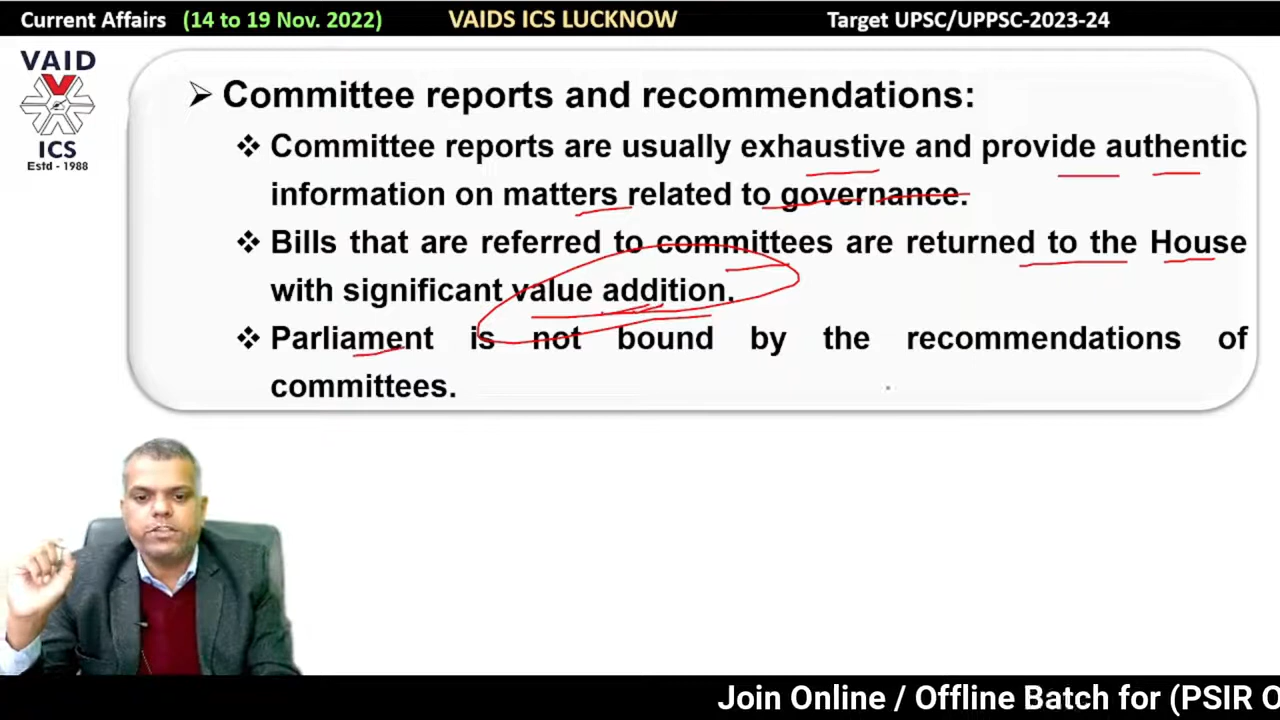 Current Affairs (14 to 19 Nov. 2022) VAIDS ICS LUCKNOW Target UPSC/UPPSC-2023-24
VAID
ICS
Estd - 1988
➢ Committee reports and recommendations:
❖ Committee reports are usually exhaustive and provide authentic
information on matters related to governance.
❖ Bills that are referred to committees are returned to the House
with significant value addition.
❖ Parliament is not bound by the recommendations of
committees.
Join Online / Offline Batch for (PSIR O